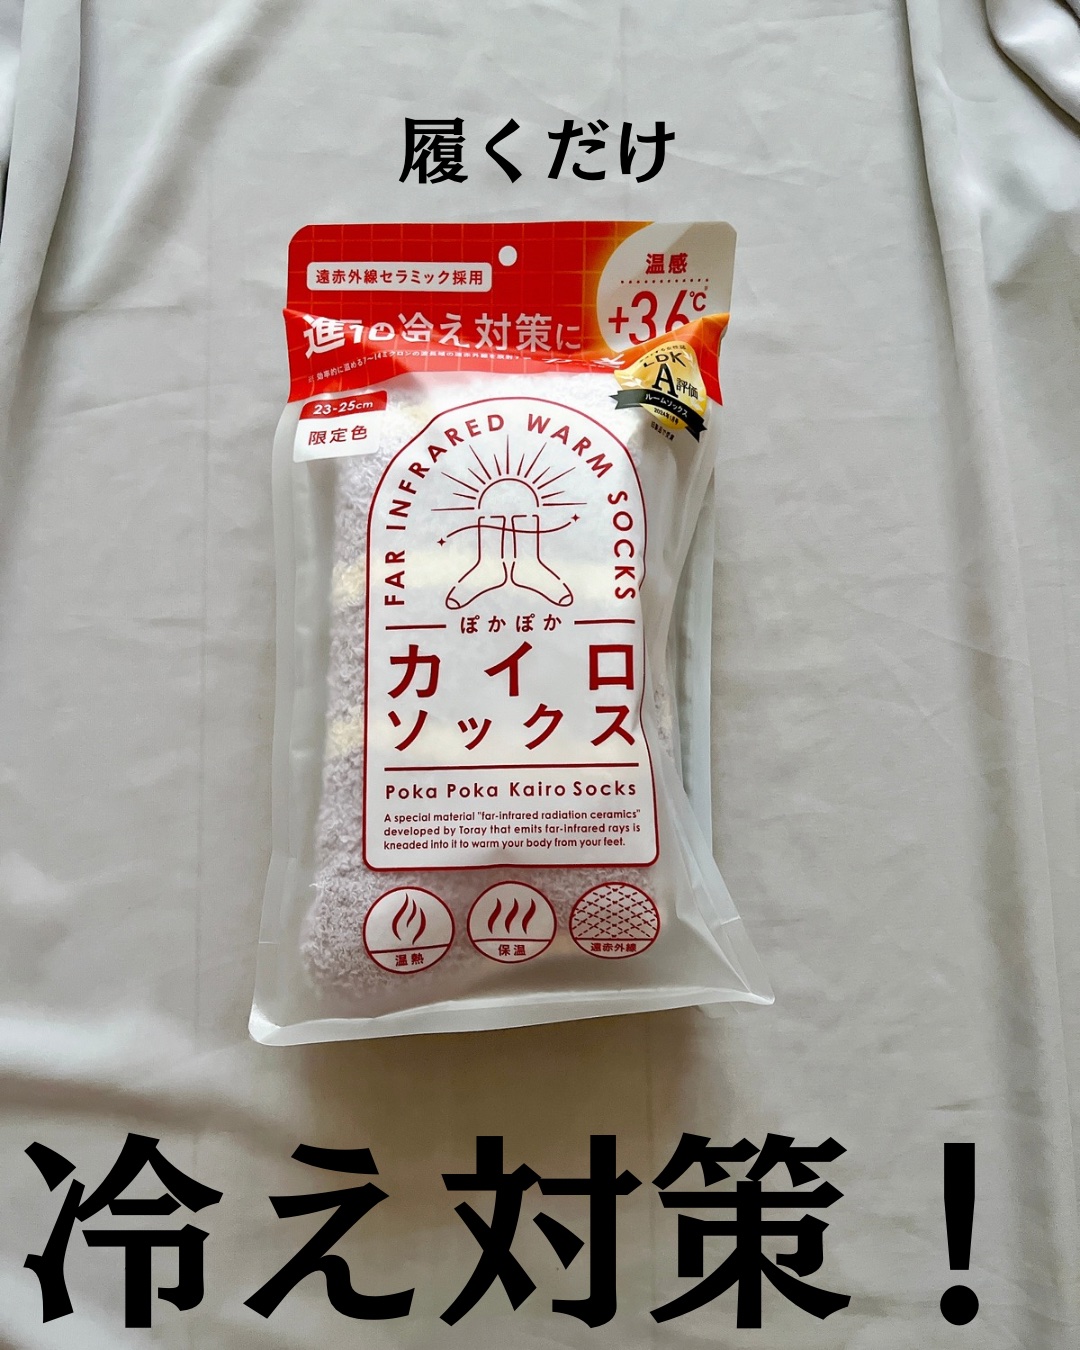 履くだけ
遠赤外線セラミック採用
冷え対策に
温感
+3.6℃
23-25cm
限定色
LDK
A評価
ルームソックス
FAR INFRARED WARM SOCKS
ぽかぽか
カイロ
ソックス
Poka Poka Kairo Socks
A special material "far-infrared radiation ceramics"
developed by Toray that emits far-infrared rays is
kneaded into it to warm your body from your feet.
温熱
保温
遠赤外線
冷え対策！